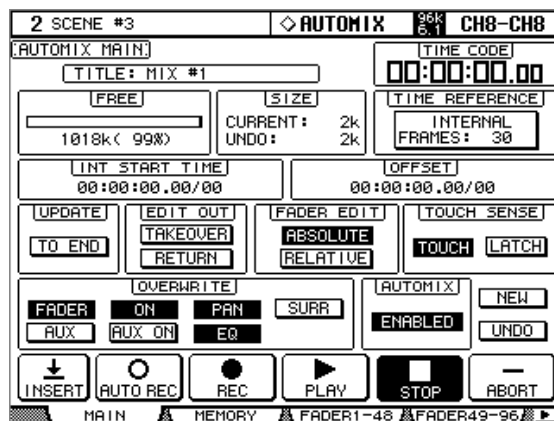 2 SCENE #3 ◇AUTOMIX 96k 6.1 CH8-CH8
AUTOMIX MAIN
TITLE: MIX #1
TIME CODE
00:00:00.00
FREE
1018k( 99%)
SIZE
CURRENT: 2k
UNDO: 2k
TIME REFERENCE
INTERNAL
FRAMES: 30
INT START TIME
00:00:00.00/00
OFFSET
00:00:00.00/00
UPDATE
TO END
EDIT OUT
TAKEOVER
RETURN
FADER EDIT
ABSOLUTE
RELATIVE
TOUCH SENSE
TOUCH LATCH
OVERWRITE
FADER ON PAN SURR
AUX AUX ON EQ
AUTOMIX
ENABLED
NEW
UNDO
INSERT AUTO REC REC PLAY STOP ABORT
MAIN MEMORY FADER1-48 FADER49-96